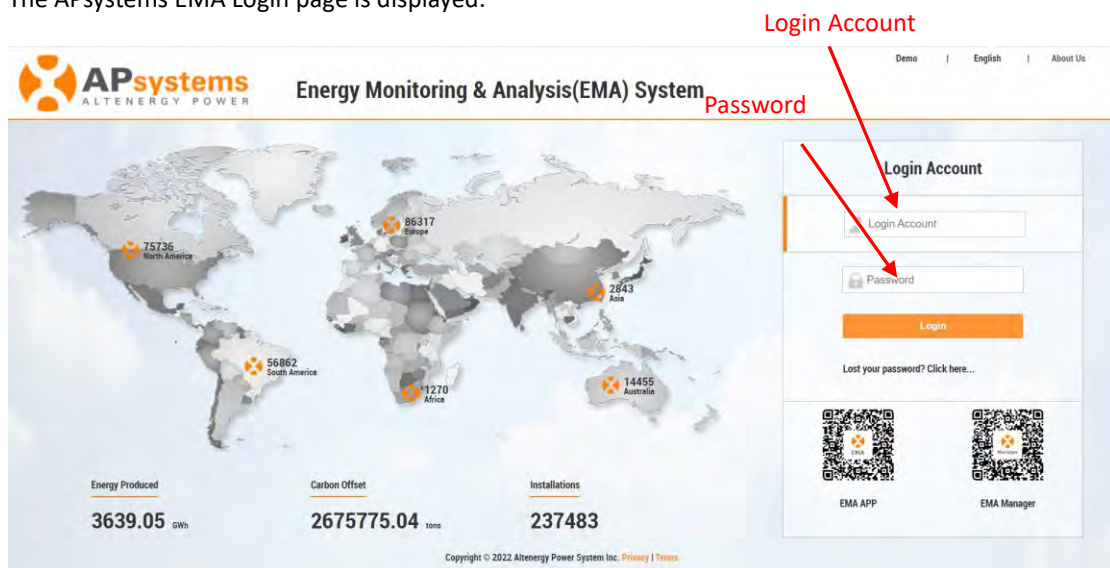 The APsystems EMA Login page is displayed.
Login Account
Demo | English | About Us
APsystems
ALTENERGY POWER
Energy Monitoring & Analysis(EMA) System
Password
Login Account
86317
Europe
Login Account
75736
North America
Password
2843
Asia
Login
56862
South America
Lost your password? Click here...
14455
Australia
1270
Africa
EMA
Manager
Energy Produced
Carbon Offset
Installations
EMA APP
EMA Manager
3639.05 GWh
2675775.04 tons
237483
Copyright © 2022 Altenergy Power System Inc. Privacy | Terms